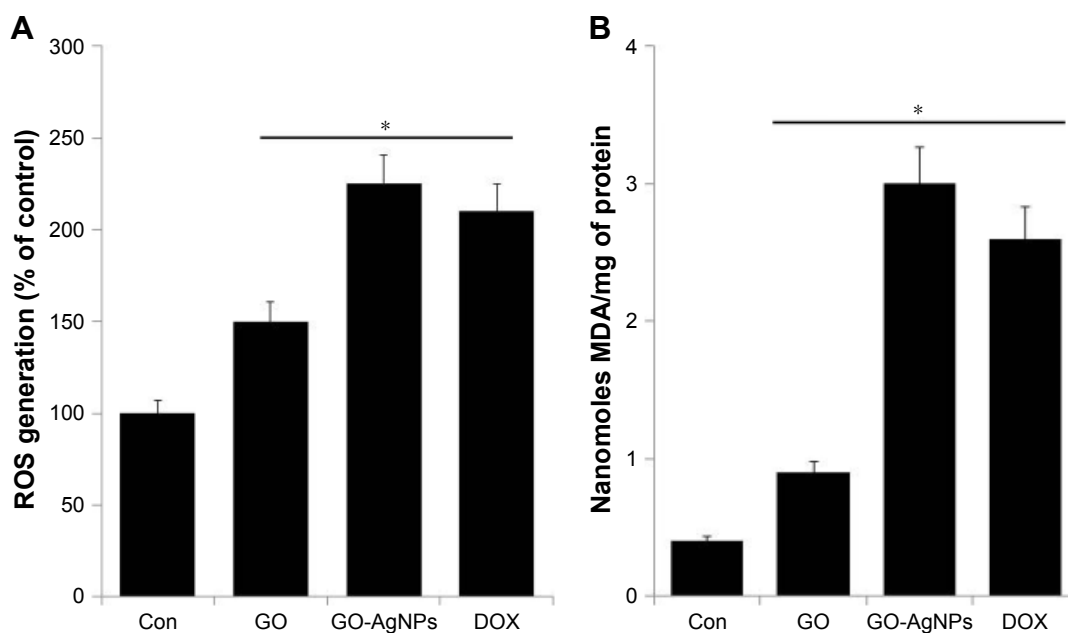 A
ROS generation (% of control)
300
250
200
150
100
50
0
*
Con GO GO-AgNPs DOX
B
Nanomoles MDA/mg of protein
4
3
2
1
0
*
Con GO GO-AgNPs DOX